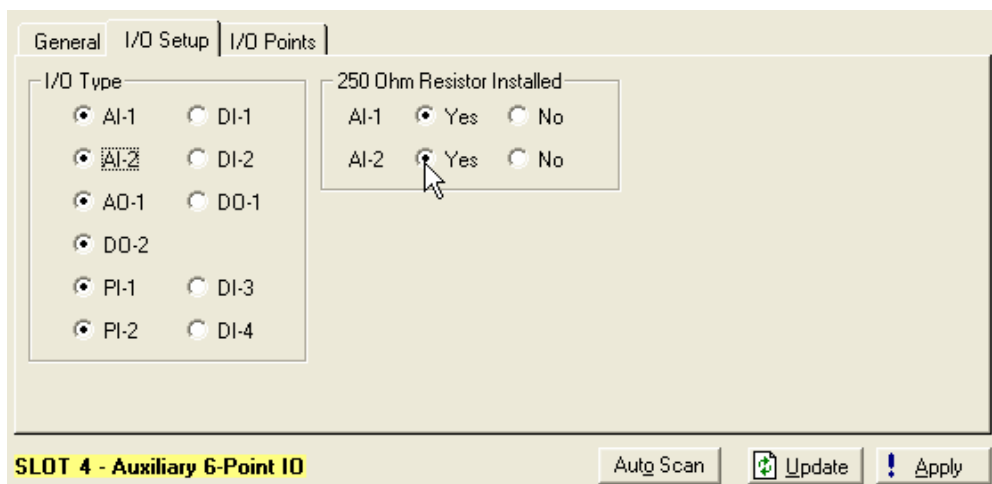 General I/O Setup I/O Points
I/O Type
AI-1 DI-1
AI-2 DI-2
AO-1 DO-1
DO-2
PI-1 DI-3
PI-2 DI-4
250 Ohm Resistor Installed
AI-1 Yes No
AI-2 Yes No
SLOT 4 - Auxiliary 6-Point IO
Auto Scan Update ! Apply